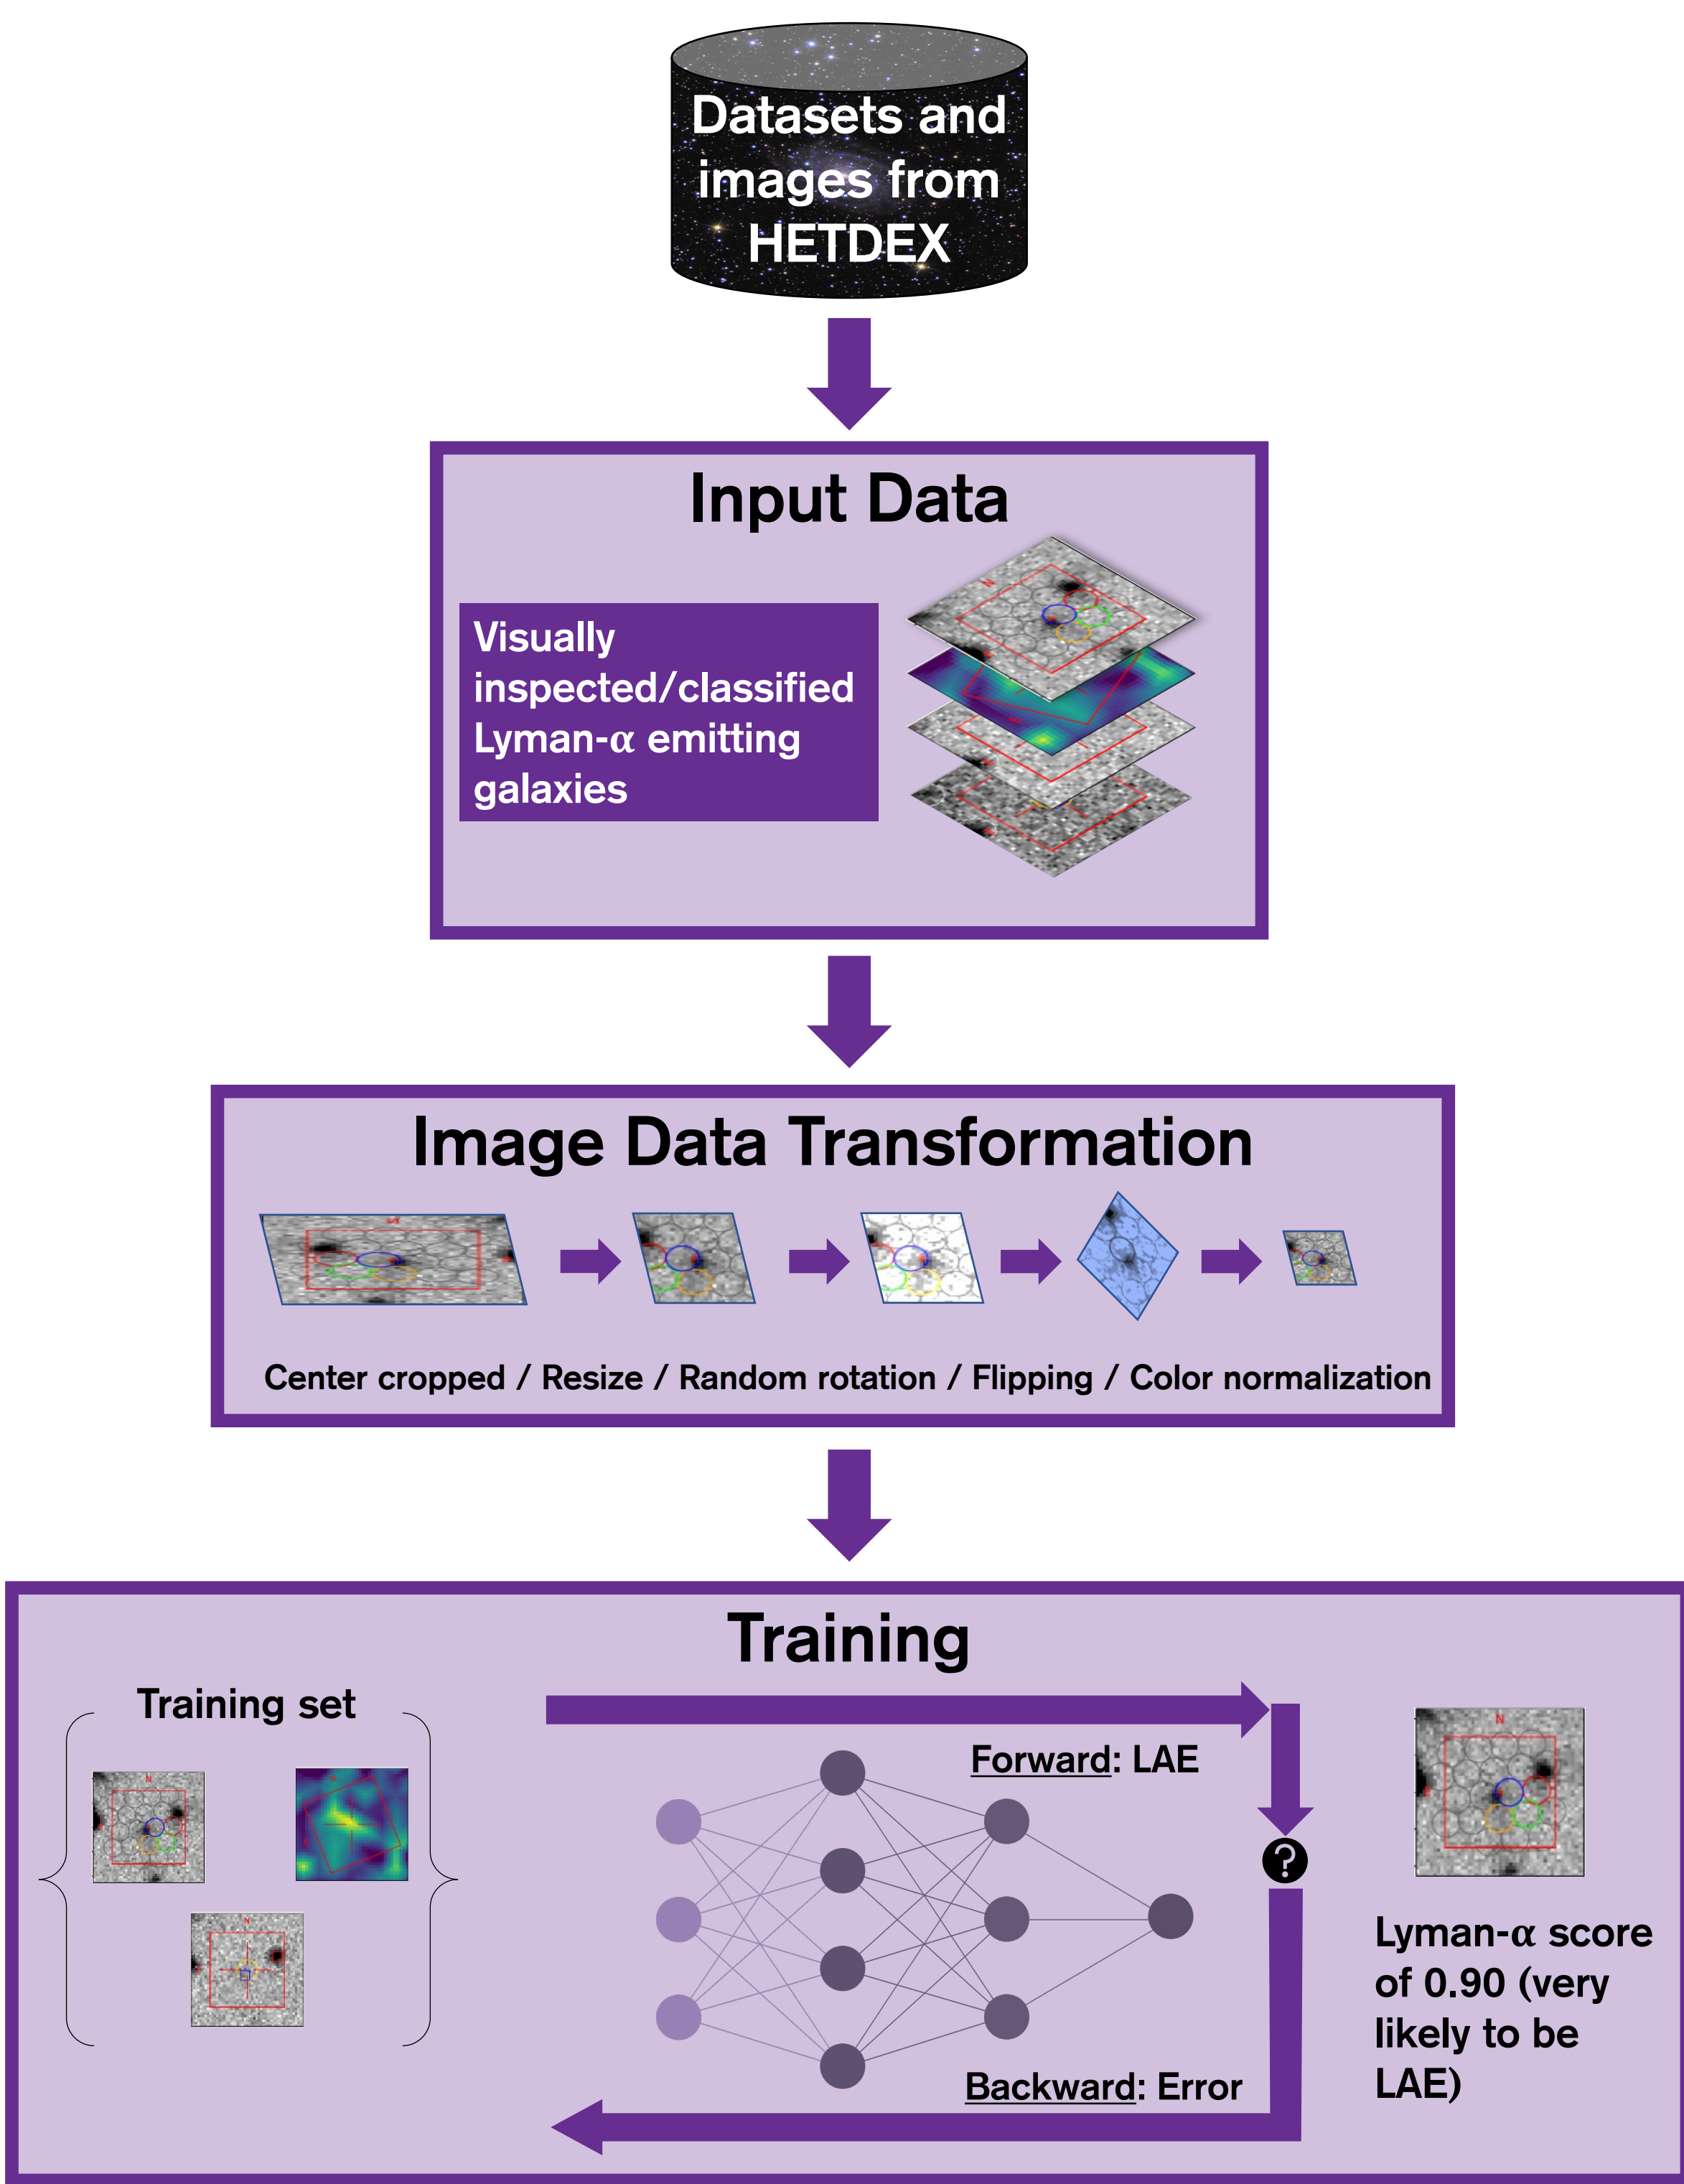 Datasets and
images from
HETDEX
Input Data
Visually
inspected/classified
Lyman-α emitting
galaxies
N
Image Data Transformation
Center cropped / Resize / Random rotation / Flipping / Color normalization
Training
Training set
N
N
Forward: LAE
?
Backward: Error
N
Lyman-α score
of 0.90 (very
likely to be
LAE)